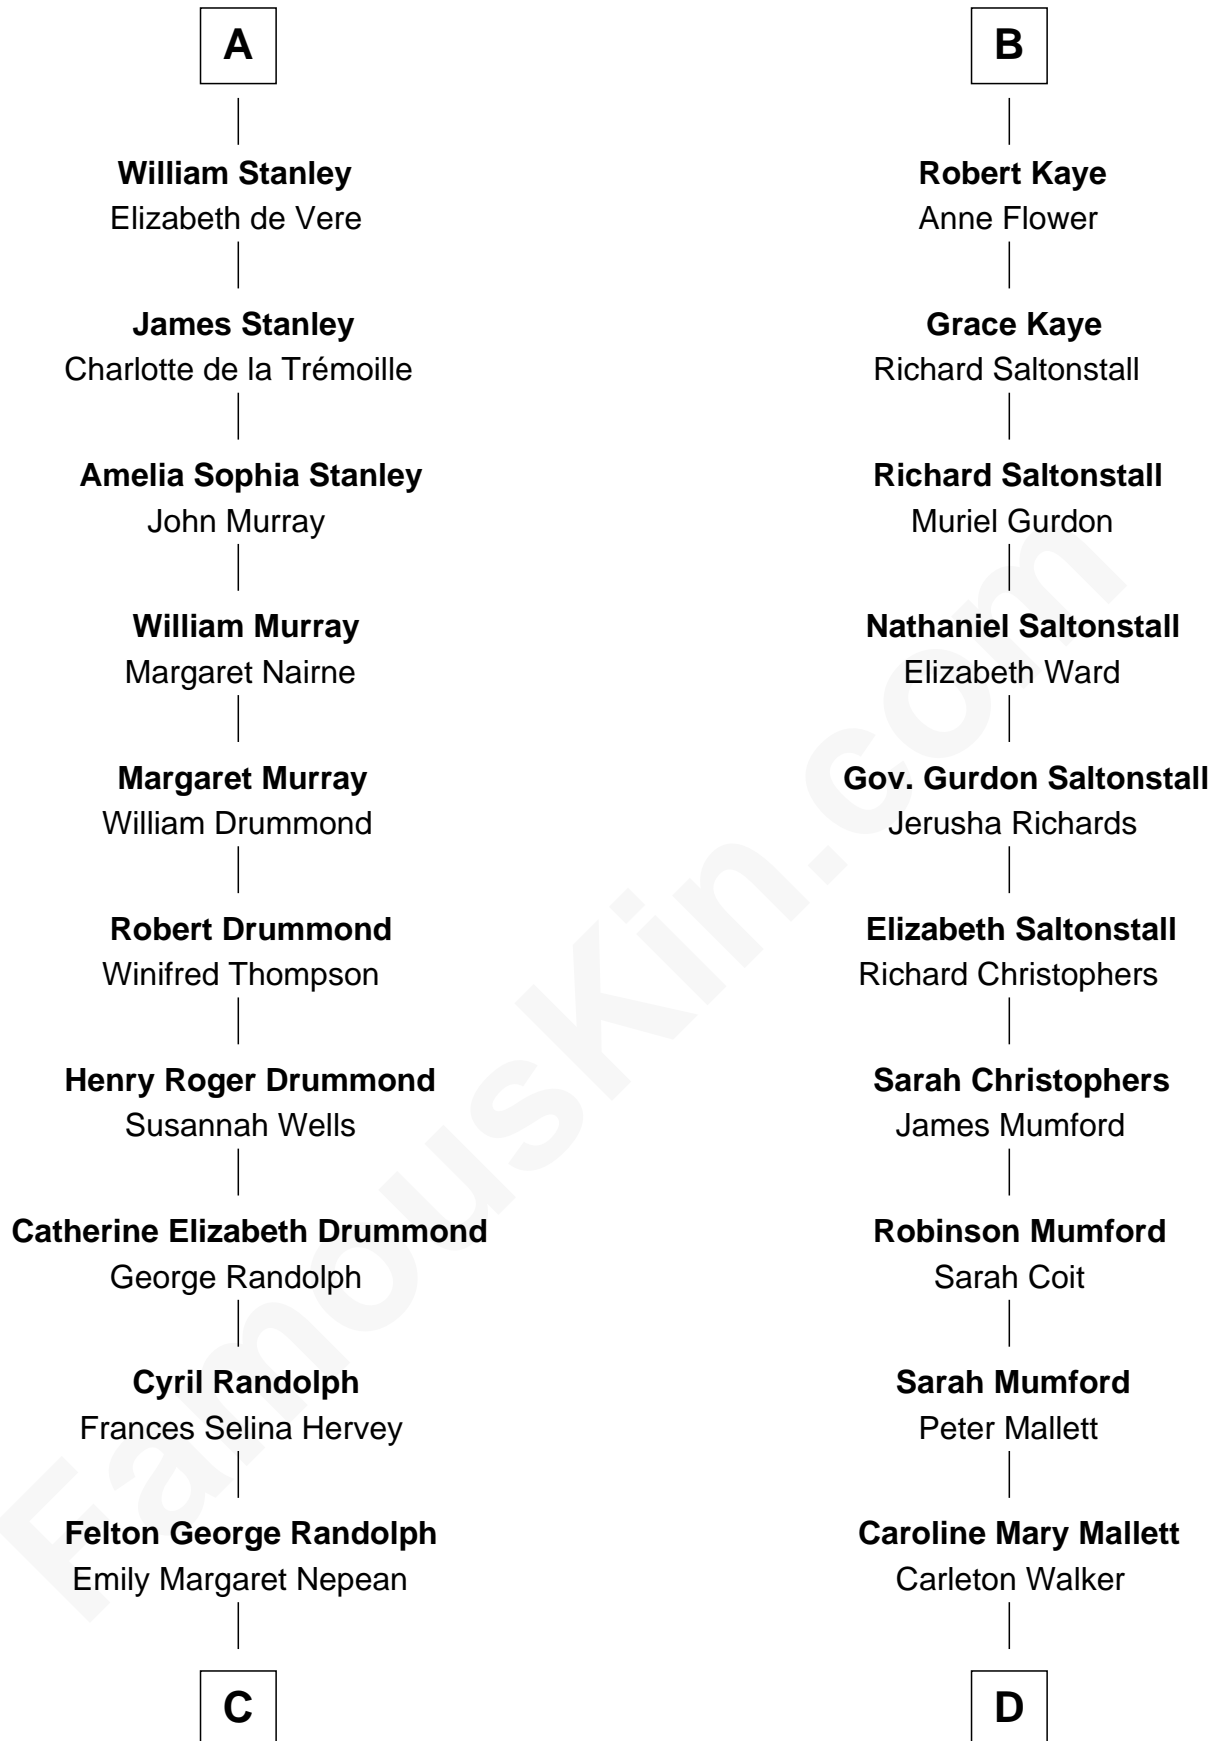 A
William Stanley
Elizabeth de Vere
James Stanley
Charlotte de la Trémoille
Amelia Sophia Stanley
John Murray
William Murray
Margaret Nairne
Margaret Murray
William Drummond
Robert Drummond
Winifred Thompson
Henry Roger Drummond
Susannah Wells
Catherine Elizabeth Drummond
George Randolph
Cyril Randolph
Frances Selina Hervey
Felton George Randolph
Emily Margaret Nepean
C
B
Robert Kaye
Anne Flower
Grace Kaye
Richard Saltonstall
Richard Saltonstall
Muriel Gurdon
Nathaniel Saltonstall
Elizabeth Ward
Gov. Gurdon Saltonstall
Jerusha Richards
Elizabeth Saltonstall
Richard Christophers
Sarah Christophers
James Mumford
Robinson Mumford
Sarah Coit
Sarah Mumford
Peter Mallett
Caroline Mary Mallett
Carleton Walker
D
FamousKin.com